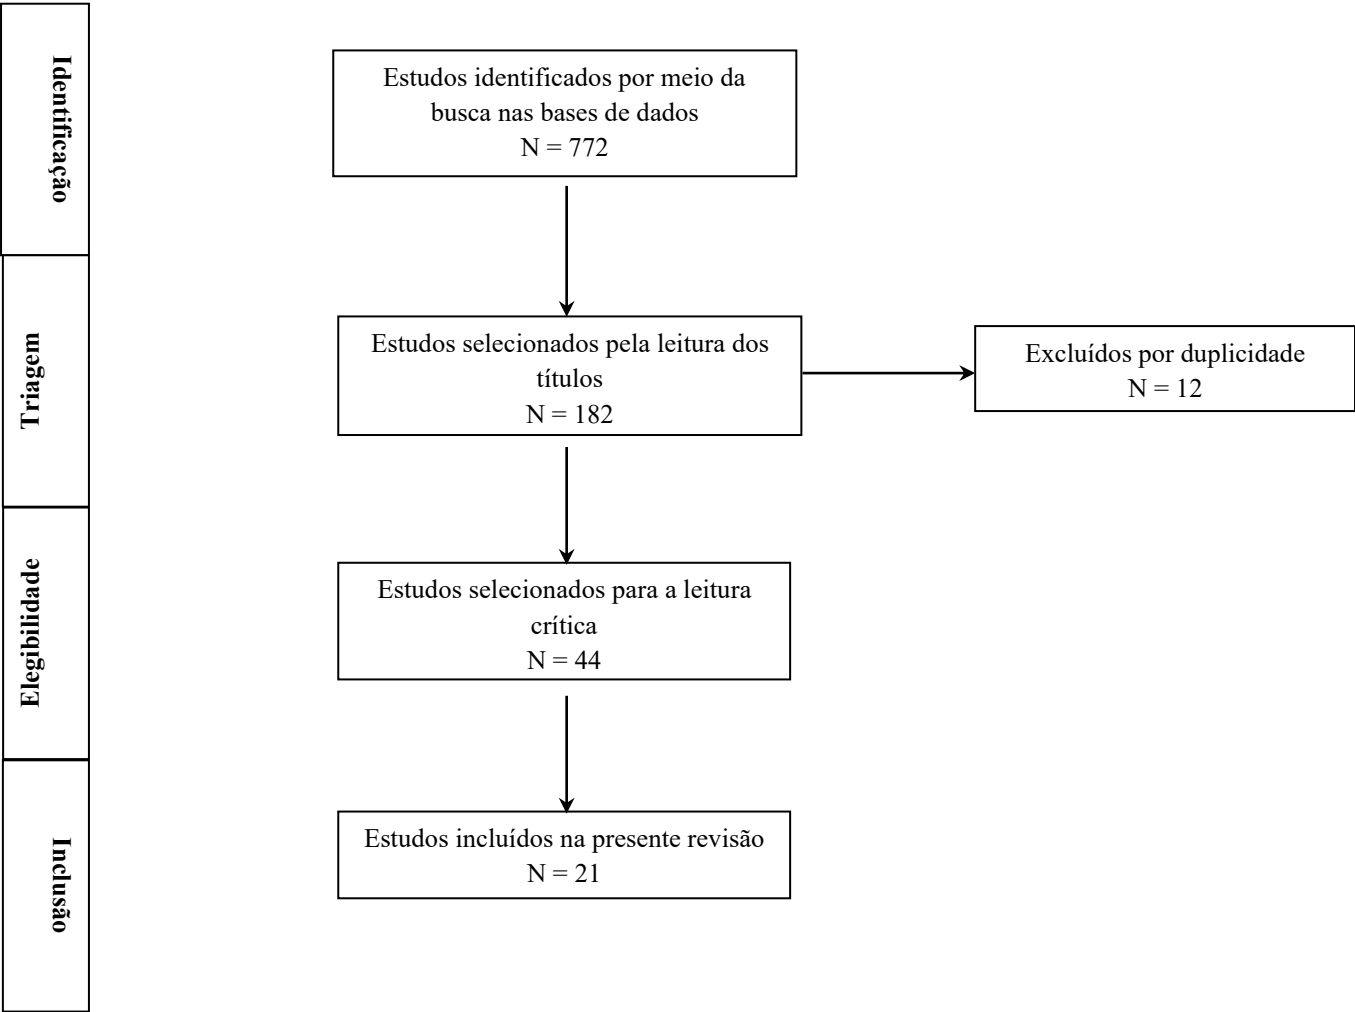 Identificação
Estudos identificados por meio da
busca nas bases de dados
N = 772
Triagem
Estudos selecionados pela leitura dos
títulos
N = 182
Excluídos por duplicidade
N = 12
Elegibilidade
Estudos selecionados para a leitura
crítica
N = 44
Inclusão
Estudos incluídos na presente revisão
N = 21